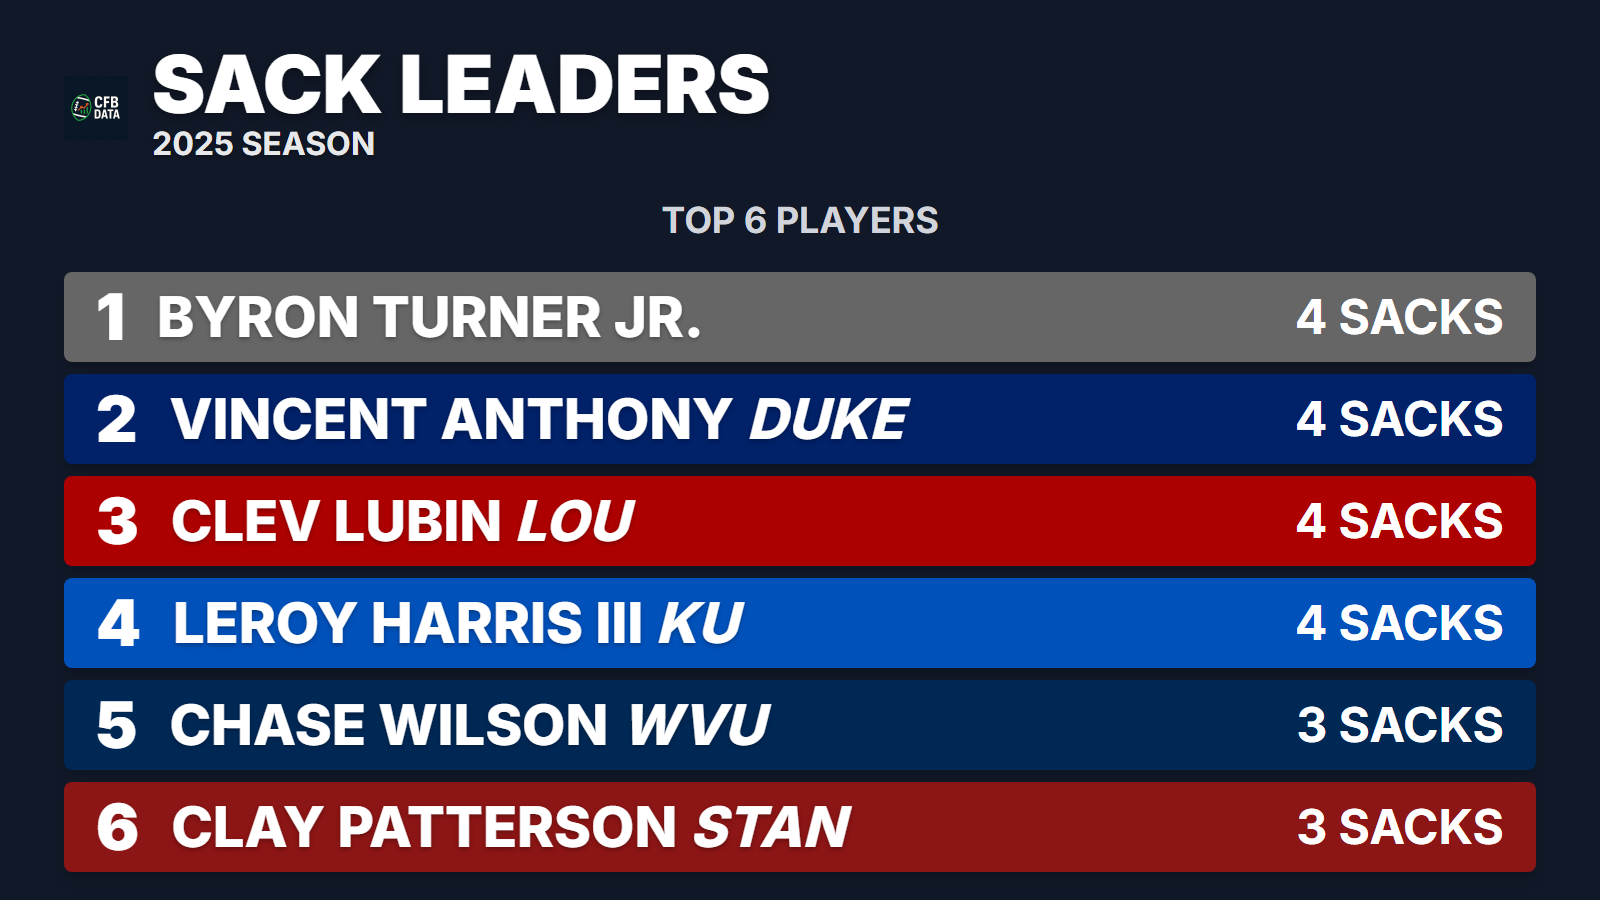 CFB
DATA
SACK LEADERS
2025 SEASON
TOP 6 PLAYERS
1 BYRON TURNER JR. 4 SACKS
2 VINCENT ANTHONY DUKE 4 SACKS
3 CLEV LUBIN LOU 4 SACKS
4 LEROY HARRIS III KU 4 SACKS
5 CHASE WILSON WVU 3 SACKS
6 CLAY PATTERSON STAN 3 SACKS